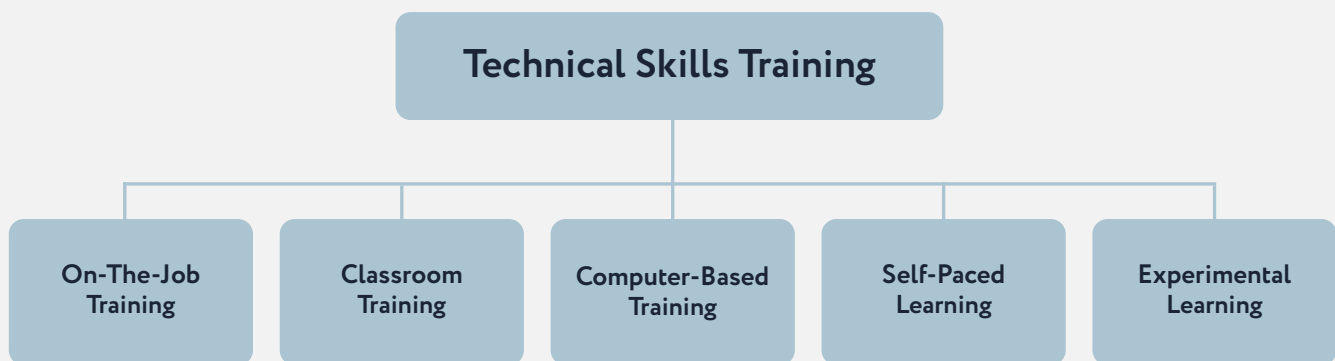 Technical Skills Training
On-The-Job
Training
Classroom
Training
Computer-Based
Training
Self-Paced
Learning
Experimental
Learning